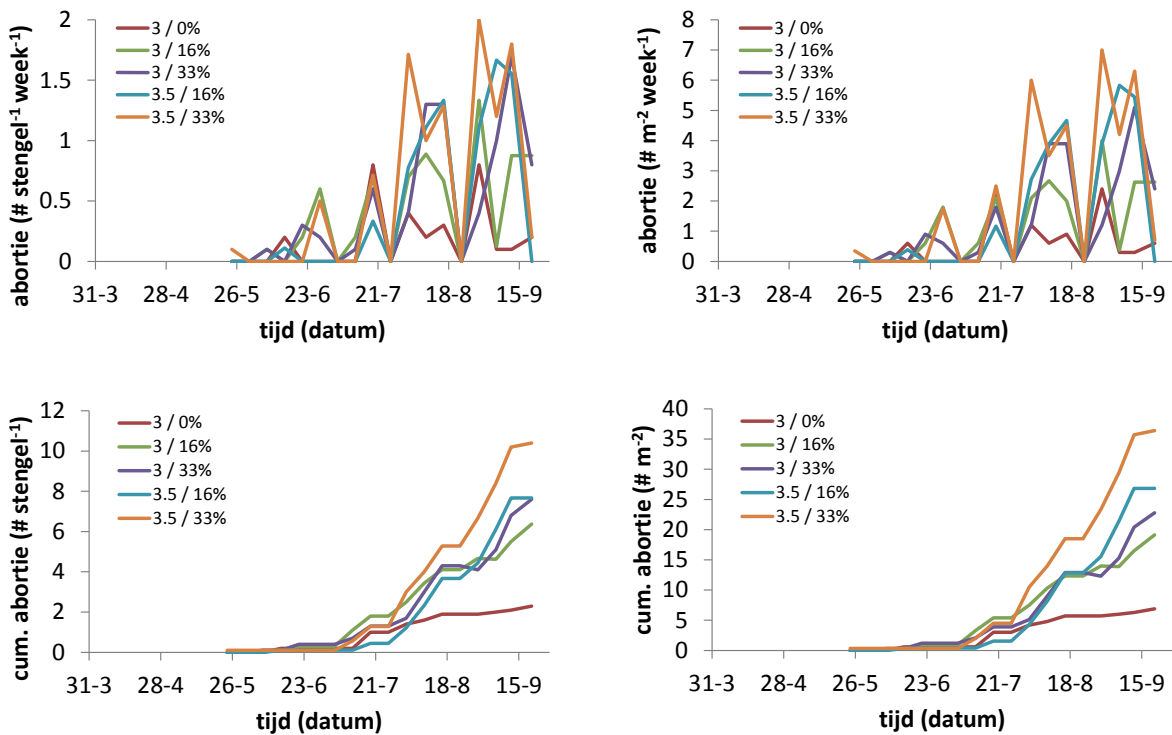 abortie (# stengel⁻¹ week⁻¹)
2
1.5
1
0.5
0
3 / 0%
3 / 16%
3 / 33%
3.5 / 16%
3.5 / 33%
31-3 28-4 26-5 23-6 21-7 18-8 15-9
tijd (datum)
abortie (# m⁻² week⁻¹)
8
7
6
5
4
3
2
1
0
3 / 0%
3 / 16%
3 / 33%
3.5 / 16%
3.5 / 33%
31-3 28-4 26-5 23-6 21-7 18-8 15-9
tijd (datum)
cum. abortie (# stengel⁻¹)
12
10
8
6
4
2
0
3 / 0%
3 / 16%
3 / 33%
3.5 / 16%
3.5 / 33%
31-3 28-4 26-5 23-6 21-7 18-8 15-9
tijd (datum)
cum. abortie (# m⁻²)
40
35
30
25
20
15
10
5
0
3 / 0%
3 / 16%
3 / 33%
3.5 / 16%
3.5 / 33%
31-3 28-4 26-5 23-6 21-7 18-8 15-9
tijd (datum)